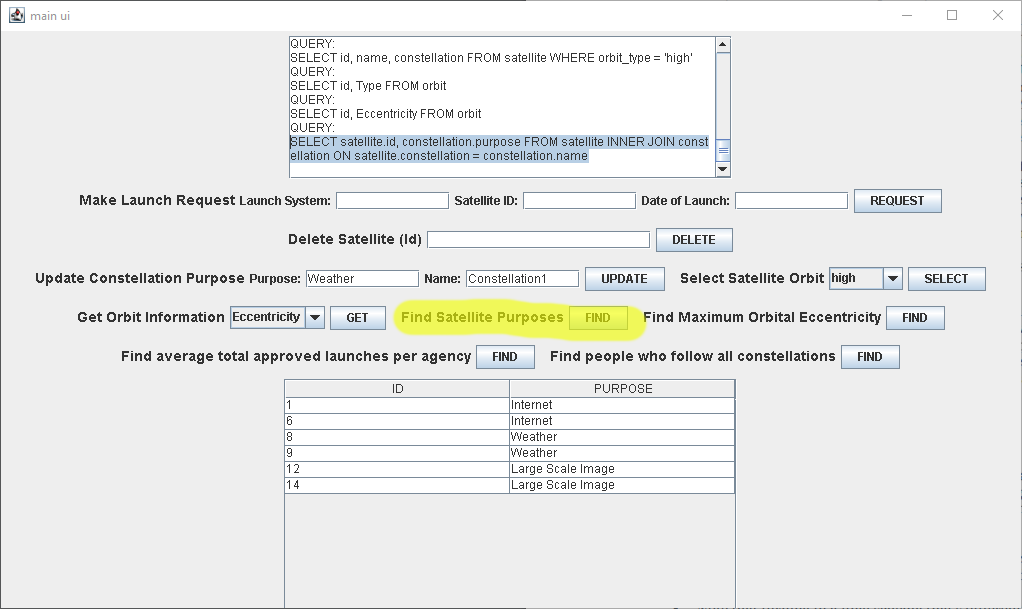 main ui
QUERY:
SELECT id, name, constellation FROM satellite WHERE orbit_type = 'high'
QUERY:
SELECT id, Type FROM orbit
QUERY:
SELECT id, Eccentricity FROM orbit
QUERY:
SELECT satellite.id, constellation.purpose FROM satellite INNER JOIN const
ellation ON satellite.constellation = constellation.name
Make Launch Request Launch System: Satellite ID: Date of Launch: REQUEST
Delete Satellite (Id) DELETE
Update Constellation Purpose Purpose: Weather Name: Constellation1 UPDATE Select Satellite Orbit high SELECT
Get Orbit Information Eccentricity GET Find Satellite Purposes FIND Find Maximum Orbital Eccentricity FIND
Find average total approved launches per agency FIND Find people who follow all constellations FIND
ID PURPOSE
1 Internet
6 Internet
8 Weather
9 Weather
12 Large Scale Image
14 Large Scale Image